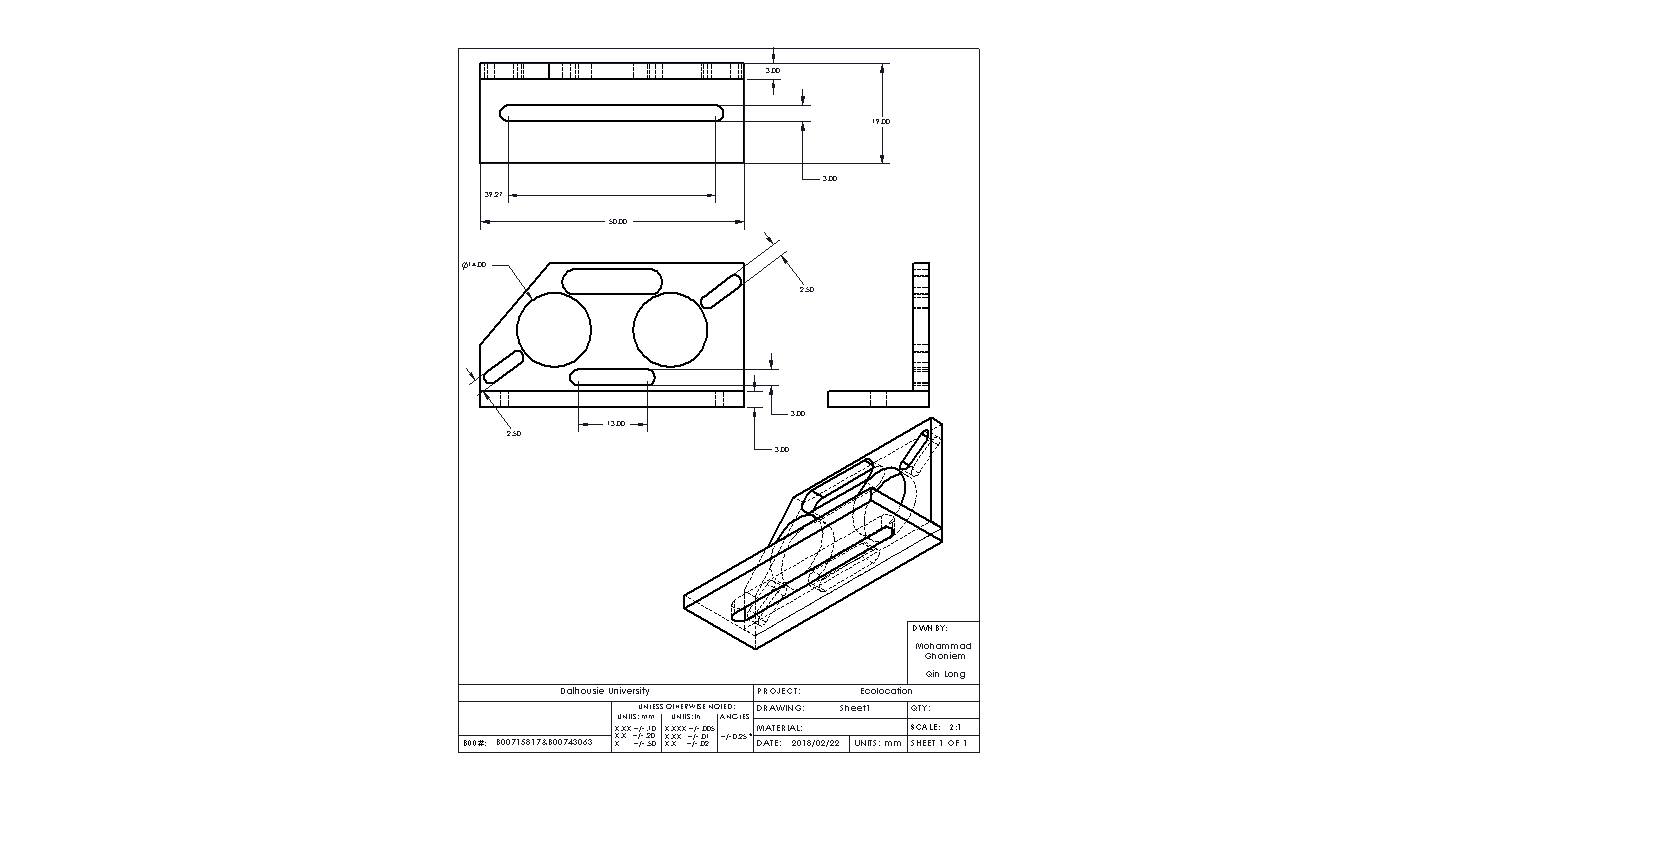 3.00
19.00
3.00
39.27
50.00
⌀14.00
2.50
3.00
2.50
13.00
3.00
DWN BY:
Mohammad
Ghoniem
Qin Long
Dalhousie University
PROJECT: Ecolocation
UNLESS OTHERWISE NOTED:
DRAWING: Sheet1
QTY:
UNITS: mm UNITS: in ANGLES
X.XX +/- .10 X.XXX +/- .005
MATERIAL:
SCALE: 2:1
X.X +/- .20 X.XX +/- .01 +/- 0.25°
B00#: B00715817&B00743063
X +/- .50 X.X +/- .02
DATE: 2018/02/22
UNITS: mm
SHEET 1 OF 1